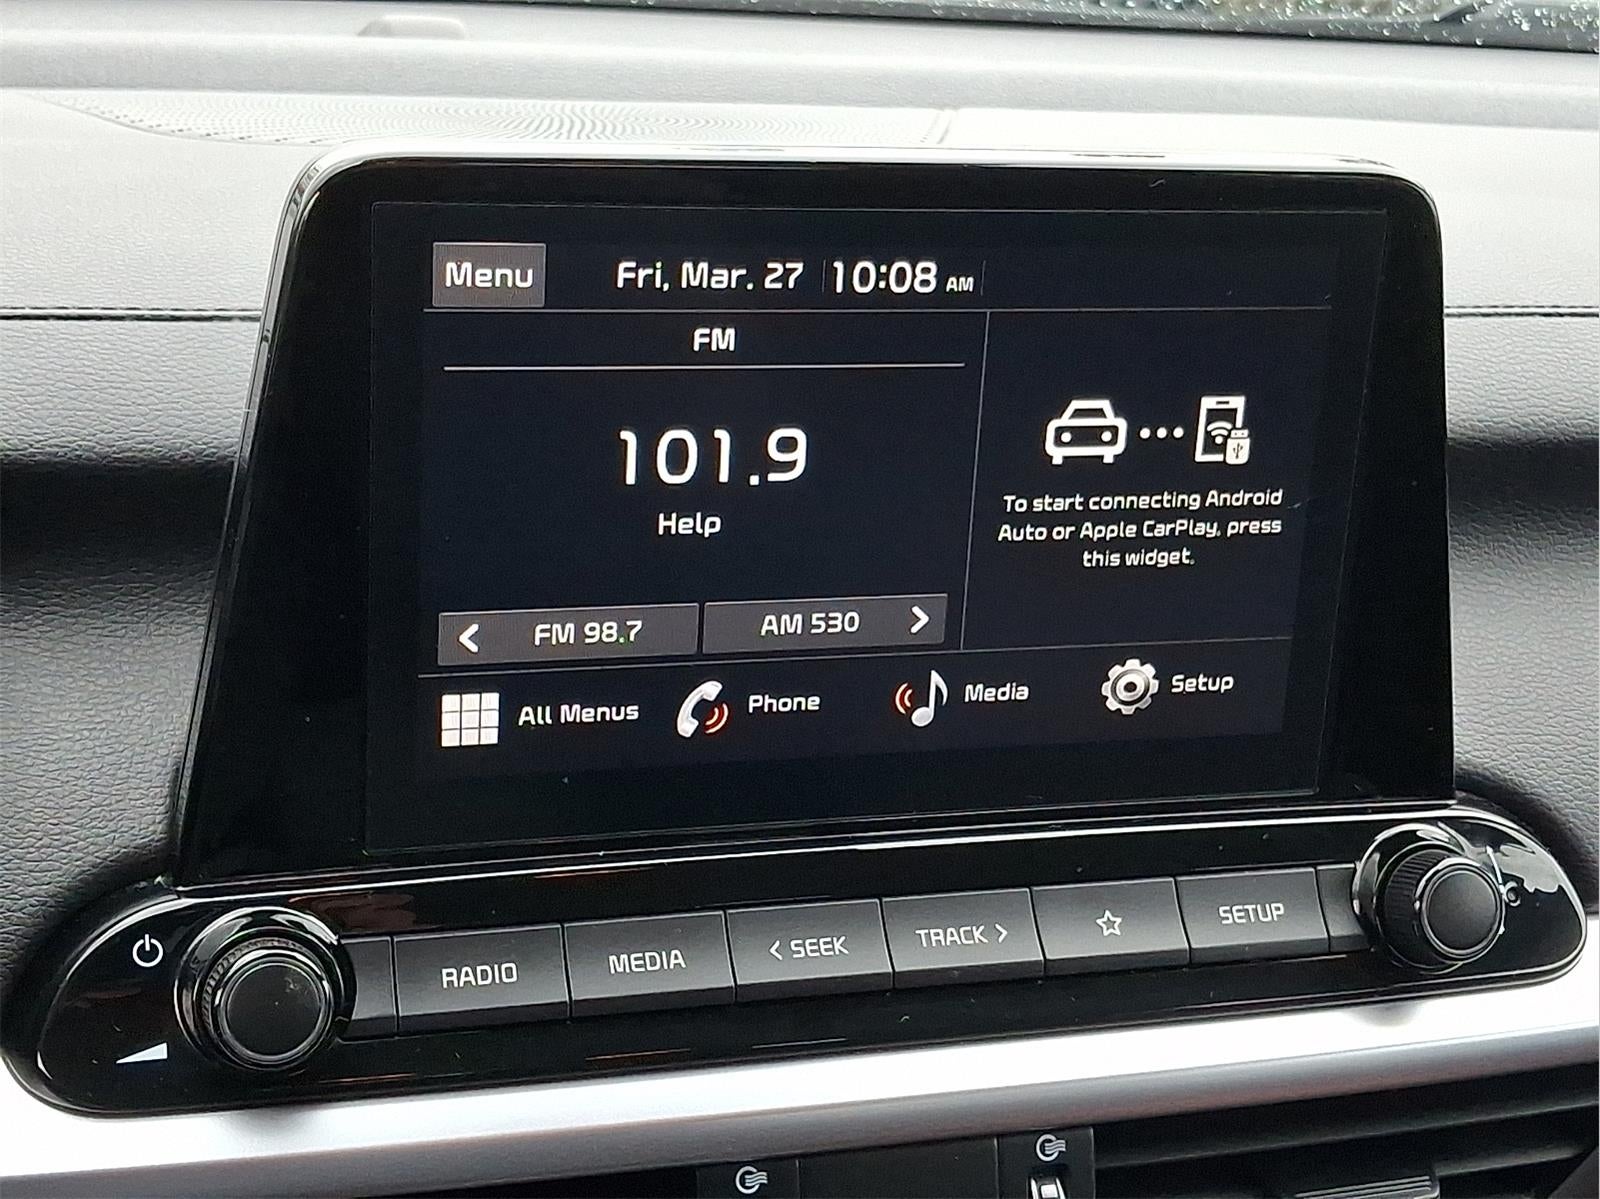 Menu
Fri, Mar. 27 10:08 AM
FM
101.9
Help
To start connecting Android
Auto or Apple CarPlay, press
this widget.
< FM 98.7
AM 530 >
All Menus
Phone
Media
Setup
RADIO
MEDIA
< SEEK
TRACK >
SETUP